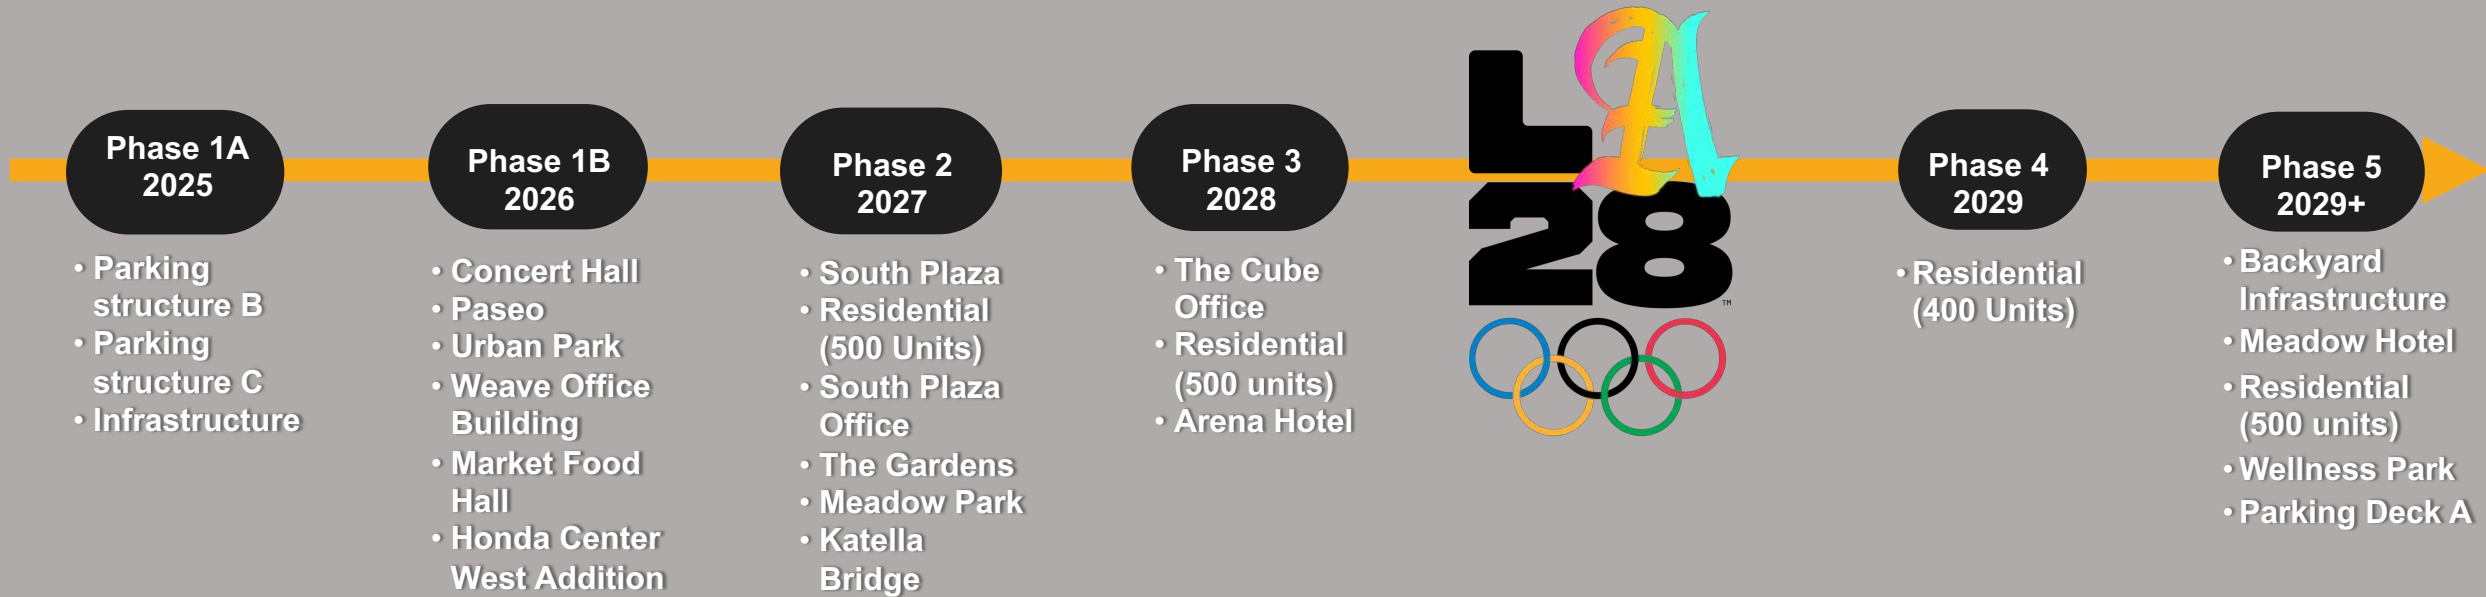 Phase 1A
2025
• Parking
structure B
• Parking
structure C
• Infrastructure
Phase 1B
2026
• Concert Hall
• Paseo
• Urban Park
• Weave Office
Building
• Market Food
Hall
• Honda Center
West Addition
Phase 2
2027
• South Plaza
• Residential
(500 Units)
• South Plaza
Office
• The Gardens
• Meadow Park
• Katella
Bridge
Phase 3
2028
• The Cube
Office
• Residential
(500 units)
• Arena Hotel
LA
28
TM
Phase 4
2029
• Residential
(400 Units)
Phase 5
2029+
• Backyard
Infrastructure
• Meadow Hotel
• Residential
(500 units)
• Wellness Park
• Parking Deck A